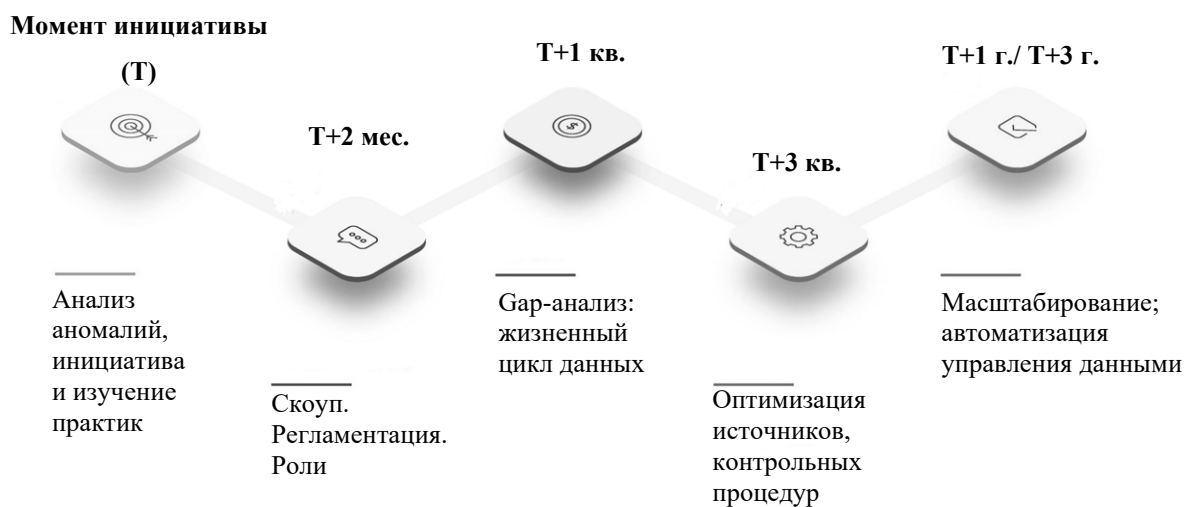 Момент инициативы
(Т)
Т+2 мес.
Т+1 кв.
Т+3 кв.
Т+1 г./ Т+3 г.
Анализ
аномалий,
инициатива
и изучение
практик
Скоуп.
Регламентация.
Роли
Gap-анализ:
жизненный
цикл данных
Оптимизация
источников,
контрольных
процедур
Масштабирование;
автоматизация
управления данными